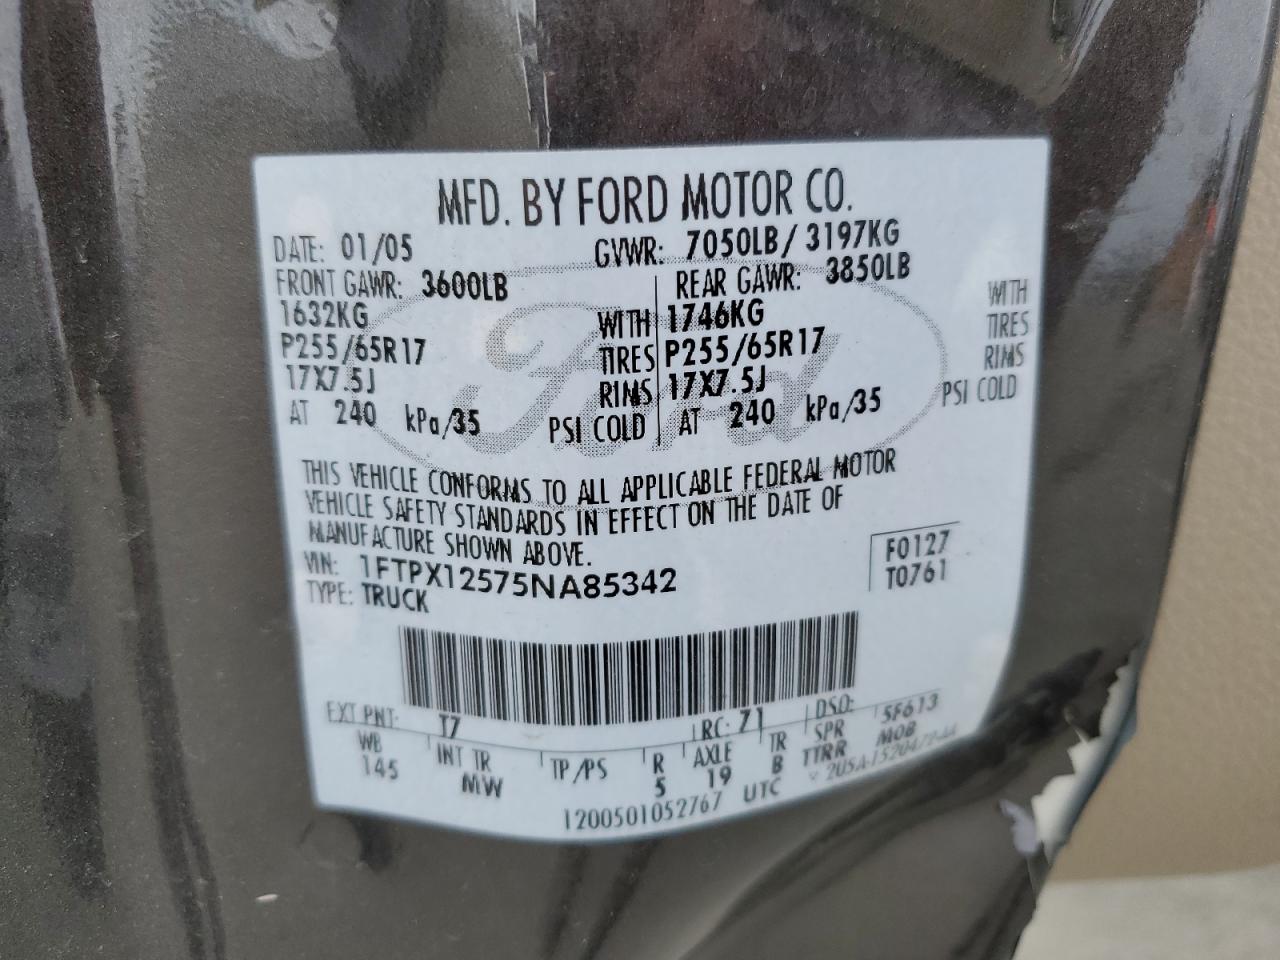 MFD. BY FORD MOTOR CO.
DATE: 01/05 GVWR: 7050LB/3197KG
FRONT GAWR: 3600LB REAR GAWR: 3850LB
1632KG WITH 1746KG WITH
P255/65R17 TIRES P255/65R17 TIRES
17X7.5J RIMS 17X7.5J RIMS
AT 240 kPa/35 PSI COLD AT 240 kPa/35 PSI COLD
Ford
THIS VEHICLE CONFORMS TO ALL APPLICABLE FEDERAL MOTOR
VEHICLE SAFETY STANDARDS IN EFFECT ON THE DATE OF
MANUFACTURE SHOWN ABOVE.
VIN: 1FTPX12575NA85342
F0127
TYPE: TRUCK
T0761
EXT PNT: T7 RC: 71 DSO: 5F613
WB INT TR TP/PS R AXLE TR SPR M08
145 MW 5 19 B TTRR
1200501052767 UTC